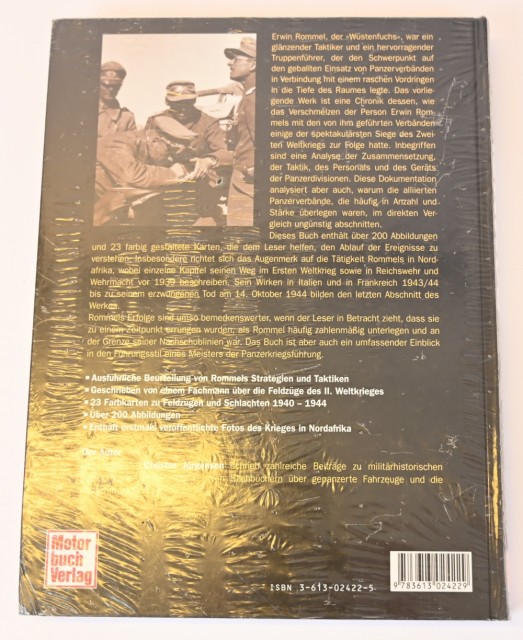 Erwin Rommel, der »Wüstenfuchs«, war ein
glänzender Taktiker und ein hervorragender
Truppenführer, der den Schwerpunkt auf
den geballten Einsatz von Panzerverbänden
in Verbindung mit einem raschen Vordringen
in die Tiefe des Raumes legte. Das vorlie-
gende Werk ist eine Chronik dessen, wie
das Verschmelzen der Person Erwin Rom-
mels mit den von ihm geführten Verbänden
einige der spektakulärsten Siege des Zwei-
ten Weltkriegs zur Folge hatte. Inbegriffen
sind eine Analyse der Zusammensetzung,
der Taktik, des Personals und des Geräts
der Panzerdivisionen. Diese Dokumentation
analysiert aber auch, warum die alliierten
Panzerverbände, die häufig in Anzahl und
Stärke überlegen waren, im direkten Ver-
gleich ungünstig abschnitten.
Dieses Buch enthält über 200 Abbildungen
und 23 farbig gestaltete Karten, die dem Leser helfen, den Ablauf der Ereignisse zu
verstehen. Insbesondere richtet sich das Augenmerk auf die Tätigkeit Rommels in Nord-
afrika, wobei einzelne Kapitel seinen Weg im Ersten Weltkrieg sowie in Reichswehr und
Wehrmacht vor 1939 beschreiben. Sein Wirken in Italien und in Frankreich 1943/44
bis zu seinem erzwungenen Tod am 14. Oktober 1944 bilden den letzten Abschnitt des
Werkes.
Rommels Erfolge sind umso bemerkenswerter, wenn der Leser in Betracht zieht, dass sie
zu einem Zeitpunkt errungen wurden, als Rommel häufig zahlenmäßig unterlegen und an
der Grenze seiner Nachschublinien war. Das Buch ist aber auch ein umfassender Einblick
in den Führungsstil eines Meisters der Panzerkriegsführung.
• Ausführliche Beurteilung von Rommels Strategien und Taktiken
• Geschrieben von einem Fachmann über die Feldzüge des II. Weltkrieges
• 23 Farbkarten zu Feldzügen und Schlachten 1940 – 1944
• Über 200 Abbildungen
• Enthält erstmals veröffentlichte Fotos des Krieges in Nordafrika
Der Autor
Christer Jörgensen schrieb zahlreiche Beiträge zu militärhistorischen
über gepanzerte Fahrzeuge und die
Motor
buch
Verlag
ISBN 3-613-02422-5
9 783613 024229